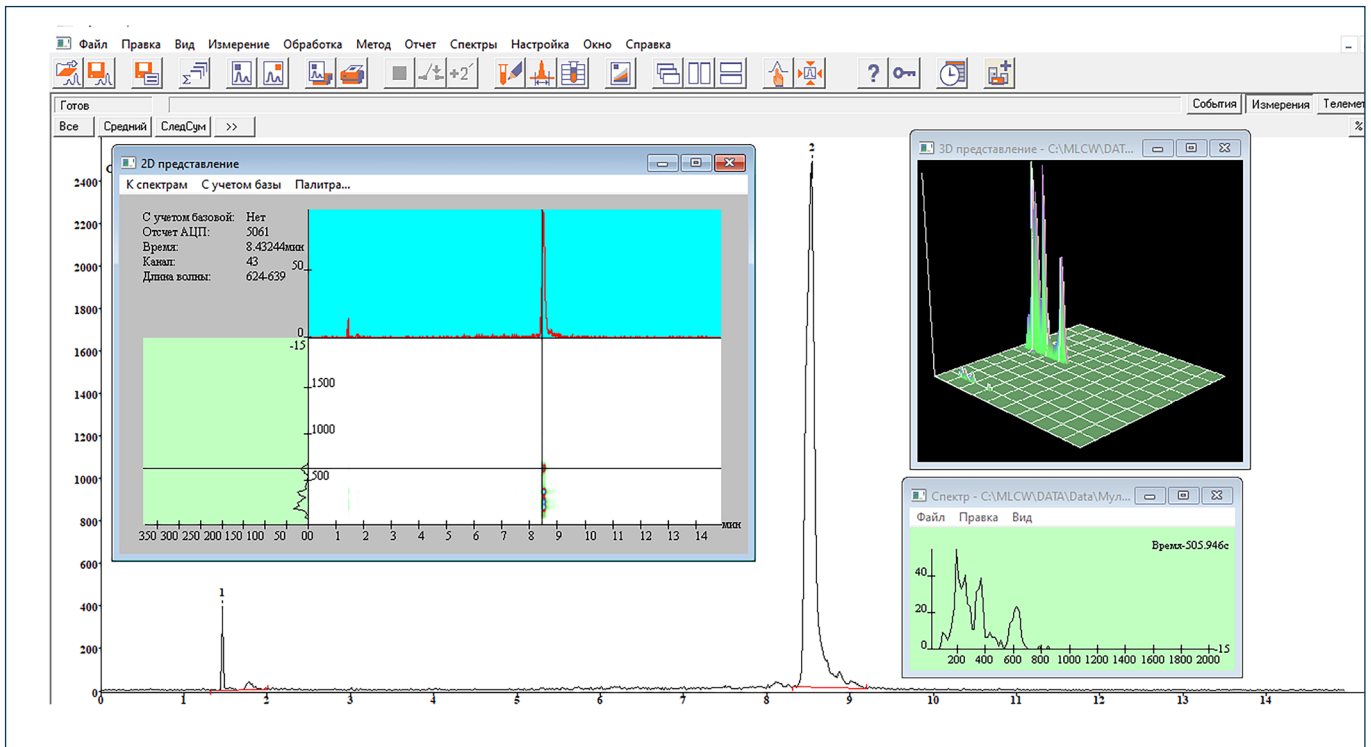 Файл Правка Вид Измерение Обработка Метод Отчет Спектры Настройка Окно Справка
Σ +2´ ?
Готов События Измерения Телемет
Все Средний СледСум >> %
2D представление
К спектрам С учетом базы Палитра...
С учетом базовой: Нет
Отсчет АЦП: 5061
Время: 8.43244мин
Канал: 43
Длина волны: 624-639
50
0
-15
1500
1000
500
350 300 250 200 150 100 50 00 1 2 3 4 5 6 7 8 9 10 11 12 13 14 мин
3D представление - C:\MLCW\DAT...
Спектр - C:\MLCW\DATA\Data\Мул...
Файл Правка Вид
Время-505.946с
40
20
0 -15
200 400 600 800 1000 1200 1400 1600 1800 2000
2
1
2400
2200
2000
1800
1600
1400
1200
1000
800
600
400
200
0
0 1 2 3 4 5 6 7 8 9 10 11 12 13 14